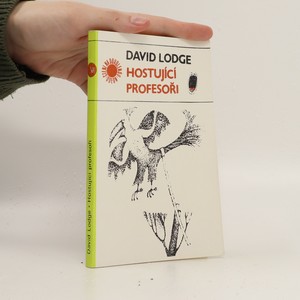 DAVID LODGE
HOSTUJÍCÍ
PROFESOŘI
David Lodge • Hostující profesoři